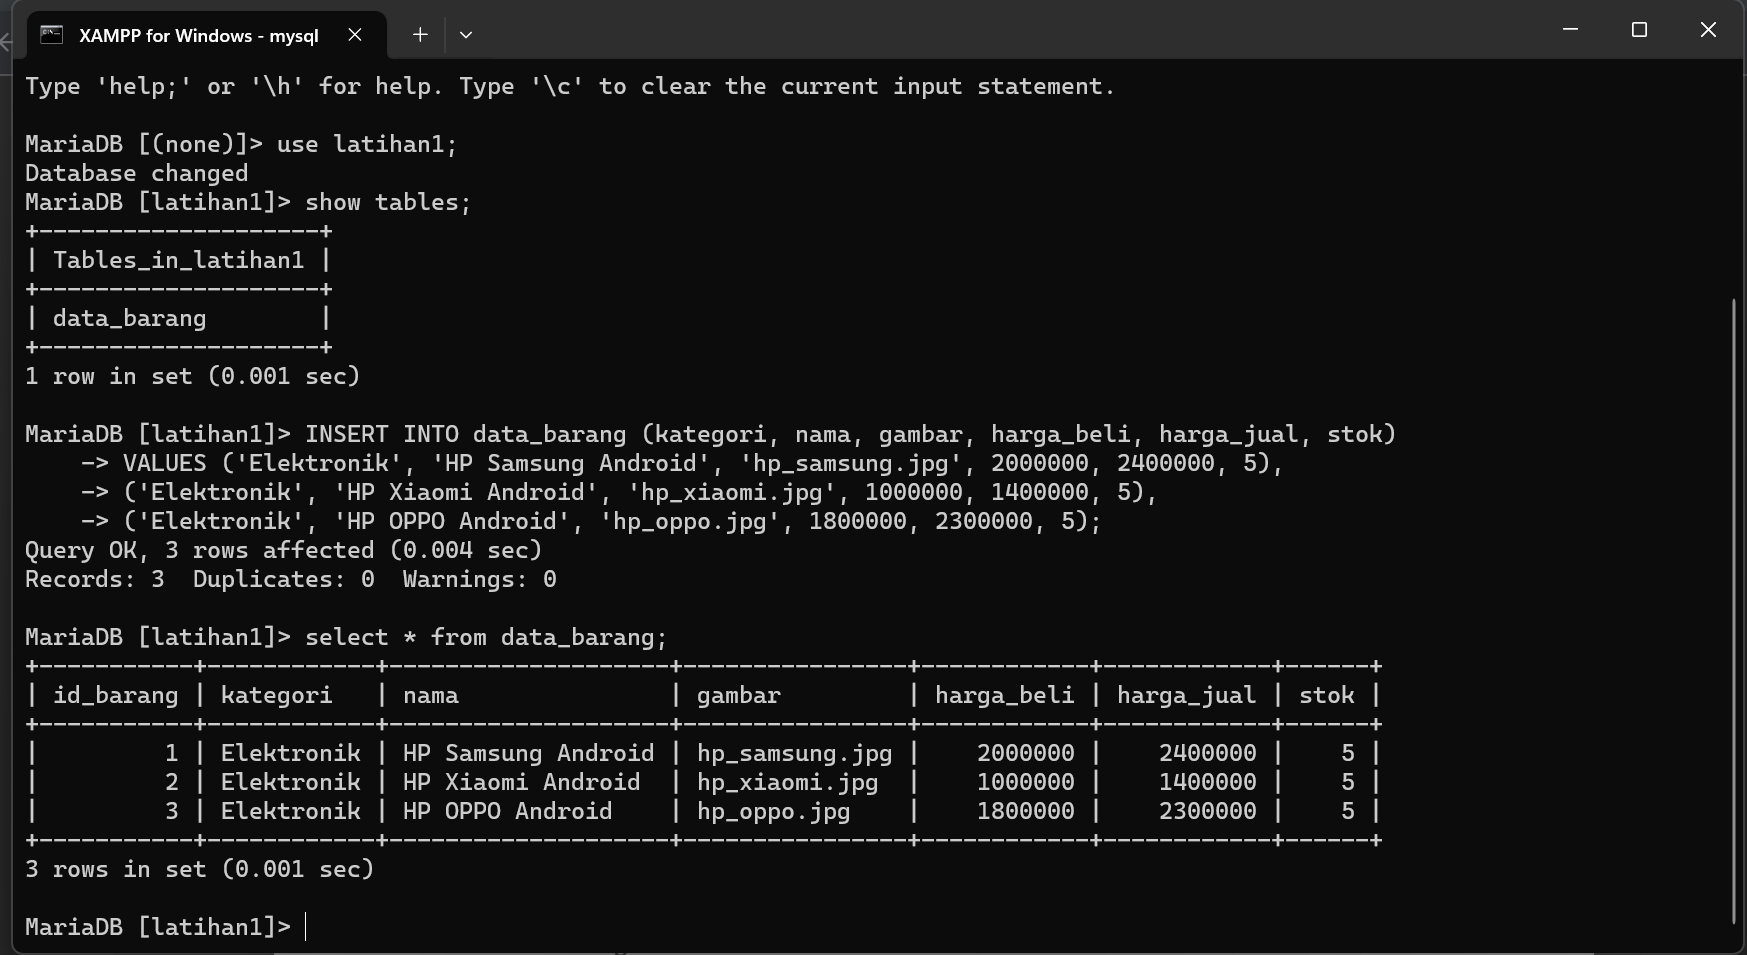 XAMPP for Windows - mysql
Type 'help;' or '\h' for help. Type '\c' to clear the current input statement.
MariaDB [(none)]> use latihan1;
Database changed
MariaDB [latihan1]> show tables;
+--------------------+
| Tables_in_latihan1 |
+--------------------+
| data_barang        |
+--------------------+
1 row in set (0.001 sec)
MariaDB [latihan1]> INSERT INTO data_barang (kategori, nama, gambar, harga_beli, harga_jual, stok)
    -> VALUES ('Elektronik', 'HP Samsung Android', 'hp_samsung.jpg', 2000000, 2400000, 5),
    -> ('Elektronik', 'HP Xiaomi Android', 'hp_xiaomi.jpg', 1000000, 1400000, 5),
    -> ('Elektronik', 'HP OPPO Android', 'hp_oppo.jpg', 1800000, 2300000, 5);
Query OK, 3 rows affected (0.004 sec)
Records: 3  Duplicates: 0  Warnings: 0
MariaDB [latihan1]> select * from data_barang;
+-----------+------------+--------------------+----------------+------------+------------+------+
| id_barang | kategori   | nama               | gambar         | harga_beli | harga_jual | stok |
+-----------+------------+--------------------+----------------+------------+------------+------+
|         1 | Elektronik | HP Samsung Android | hp_samsung.jpg |    2000000 |    2400000 |    5 |
|         2 | Elektronik | HP Xiaomi Android  | hp_xiaomi.jpg  |    1000000 |    1400000 |    5 |
|         3 | Elektronik | HP OPPO Android    | hp_oppo.jpg    |    1800000 |    2300000 |    5 |
+-----------+------------+--------------------+----------------+------------+------------+------+
3 rows in set (0.001 sec)
MariaDB [latihan1]>